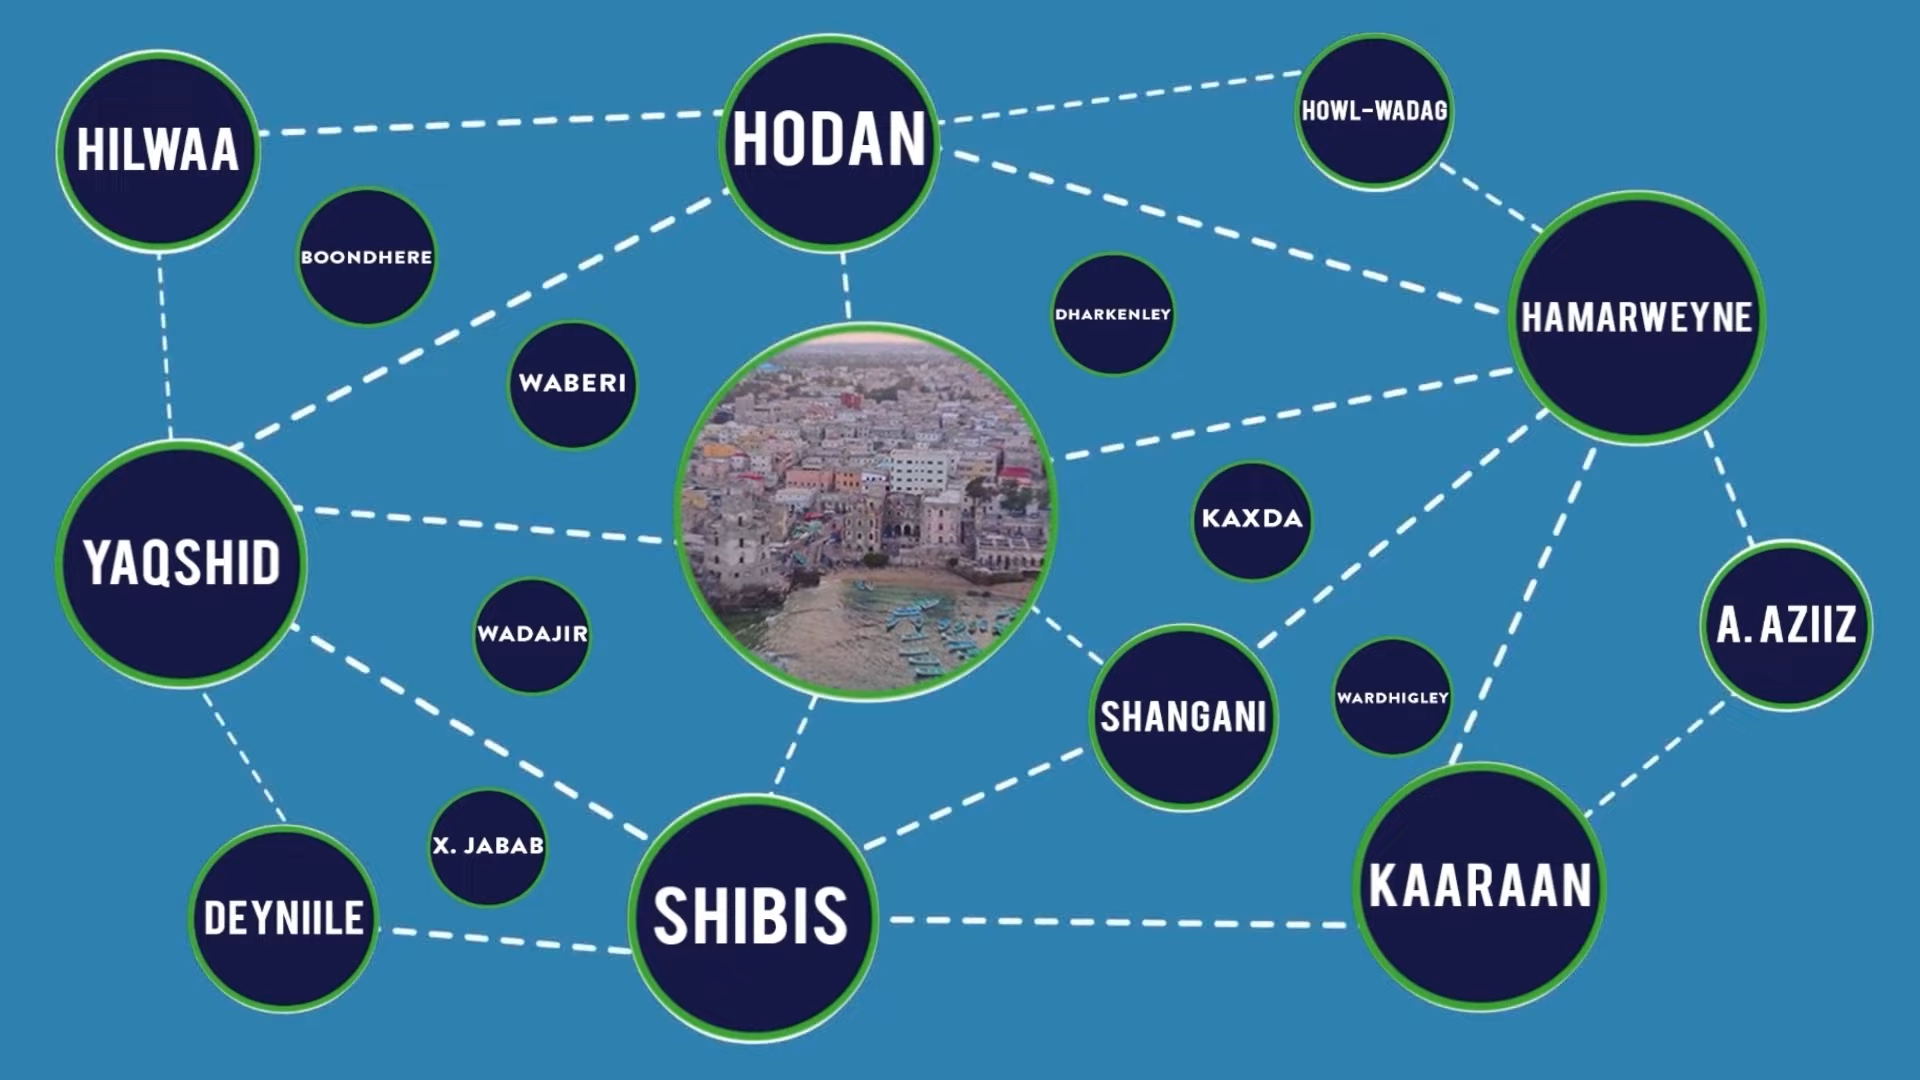 HILWAA
HODAN
HOWL-WADAG
BOONDHERE
DHARKENLEY
HAMARWEYNE
WABERI
KAXDA
YAQSHID
WADAJIR
A. AZIIZ
SHANGANI
WARDHIGLEY
X. JABAB
DEYNIILE
SHIBIS
KAARAAN